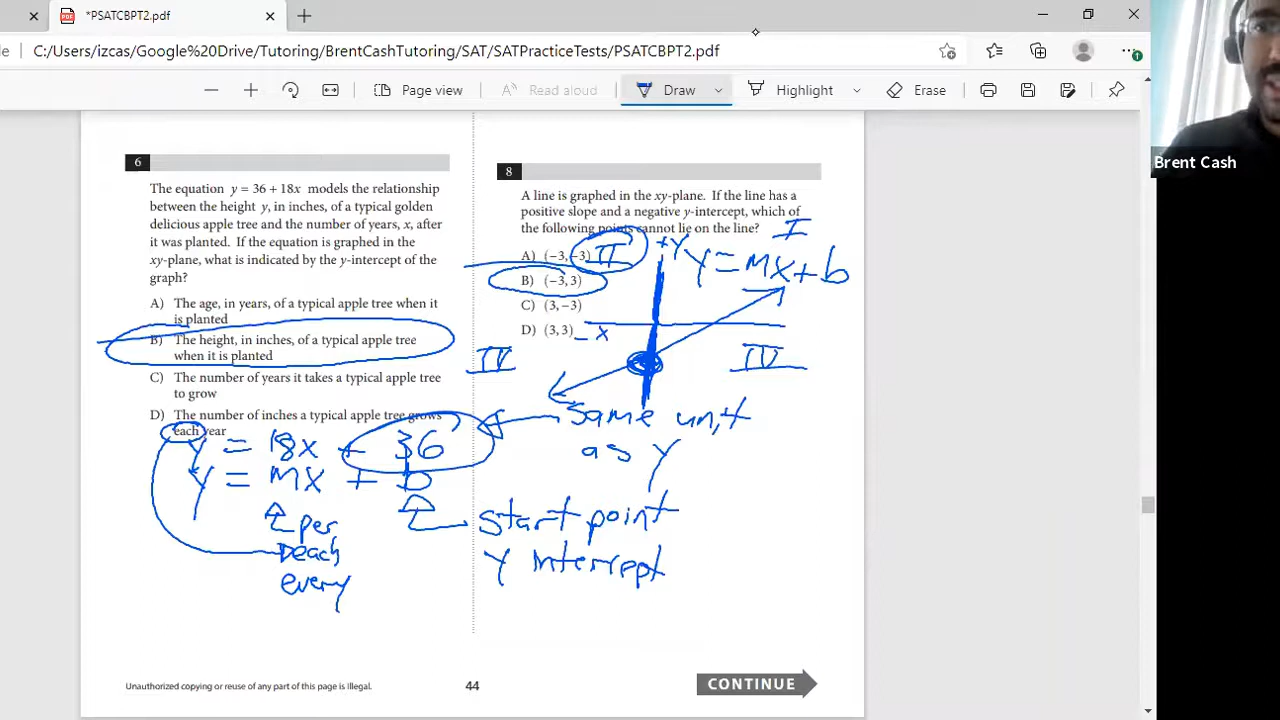 *PSATCBPT2.pdf
C:/Users/izcas/Google%20Drive/Tutoring/BrentCashTutoring/SAT/SATPracticeTests/PSATCBPT2.pdf
Page view
Read aloud
Draw
Highlight
Erase
Brent Cash
6
The equation y = 36 + 18x models the relationship
between the height y, in inches, of a typical golden
delicious apple tree and the number of years, x, after
it was planted. If the equation is graphed in the
xy-plane, what is indicated by the y-intercept of the
graph?
A) The age, in years, of a typical apple tree when it
is planted
B) The height, in inches, of a typical apple tree
when it is planted
C) The number of years it takes a typical apple tree
to grow
D) The number of inches a typical apple tree grows
each year
y = 18x + 36
y = mx + b
per
each
every
8
A line is graphed in the xy-plane. If the line has a
positive slope and a negative y-intercept, which of
the following points cannot lie on the line?
A) (−3, −3)
B) (−3, 3)
C) (3, −3)
D) (3, 3)
II
+y
I
y = mx + b
-x
IV
IV
same unit
as y
start point
y intercept
Unauthorized copying or reuse of any part of this page is illegal.
44
CONTINUE